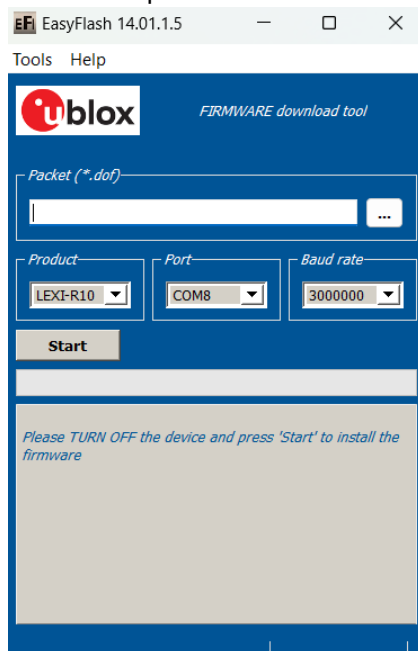 EFI EasyFlash 14.01.1.5
Tools Help
ublox FIRMWARE download tool
Packet (*.dof)
...
Product Port Baud rate
LEXI-R10 COM8 3000000
Start
Please TURN OFF the device and press 'Start' to install the
firmware